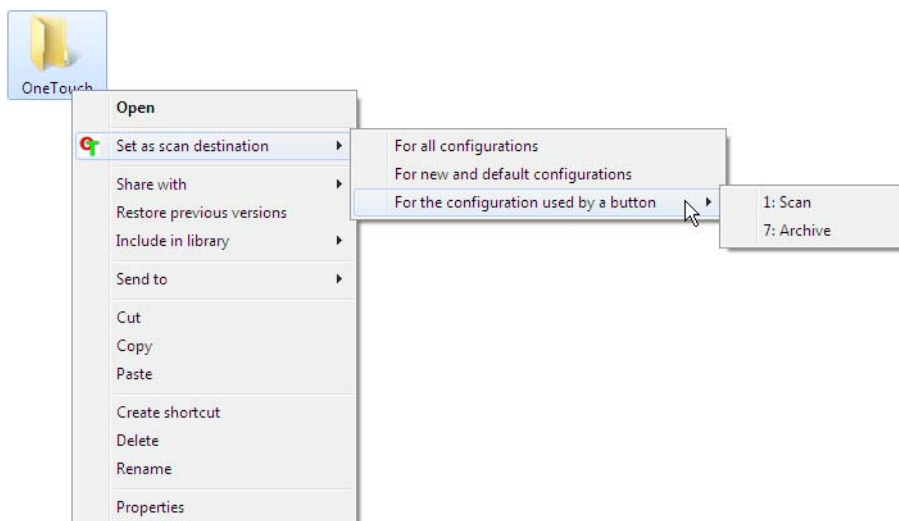 OneTouch
Open
Set as scan destination
Share with
Restore previous versions
Include in library
Send to
Cut
Copy
Paste
Create shortcut
Delete
Rename
Properties
For all configurations
For new and default configurations
For the configuration used by a button
1: Scan
7: Archive